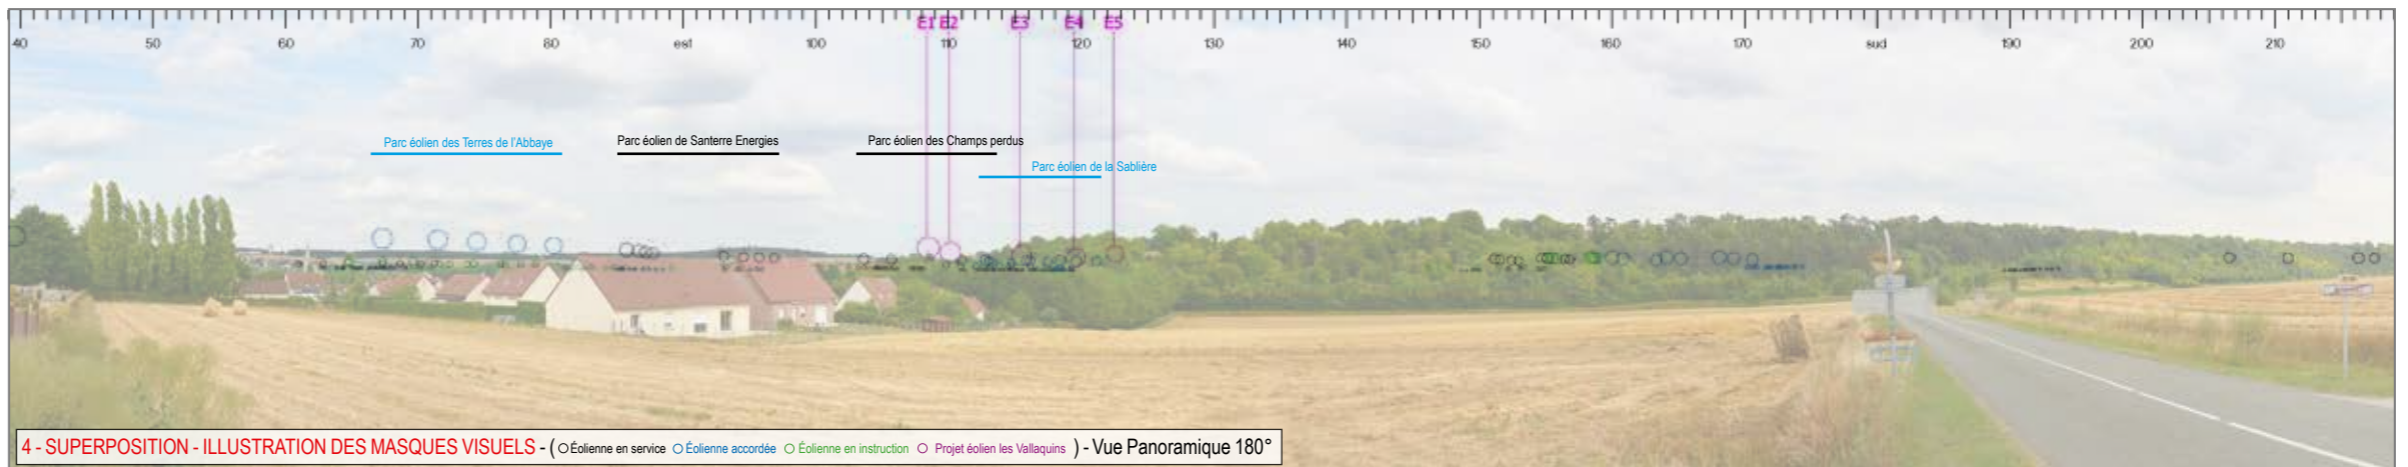 E1 E2 E3 E4 E5
40 50 60 70 80 est 100 110 120 130 140 150 160 170 sud 190 200 210
Parc éolien des Terres de l'Abbaye
Parc éolien de Santerre Energies
Parc éolien des Champs perdus
Parc éolien de la Sablière
4 - SUPERPOSITION - ILLUSTRATION DES MASQUES VISUELS - ( Éolienne en service Éolienne accordée Éolienne en instruction Projet éolien les Vallaquins ) - Vue Panoramique 180°